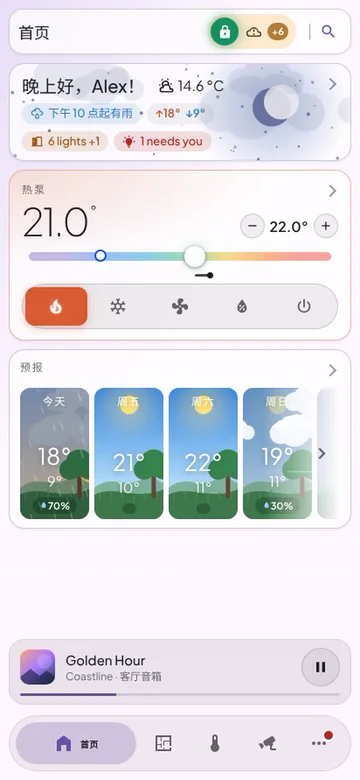 首页
+6
晚上好，Alex！ 14.6 °C
下午 10 点起有雨 ↑18° ↓9°
6 lights +1 1 needs you
热泵
21.0°
22.0°
预报
今天 周五 周六 周日
18° 21° 22° 19°
9° 10° 11° 11°
70% 30%
Golden Hour
Coastline · 客厅音箱
首页